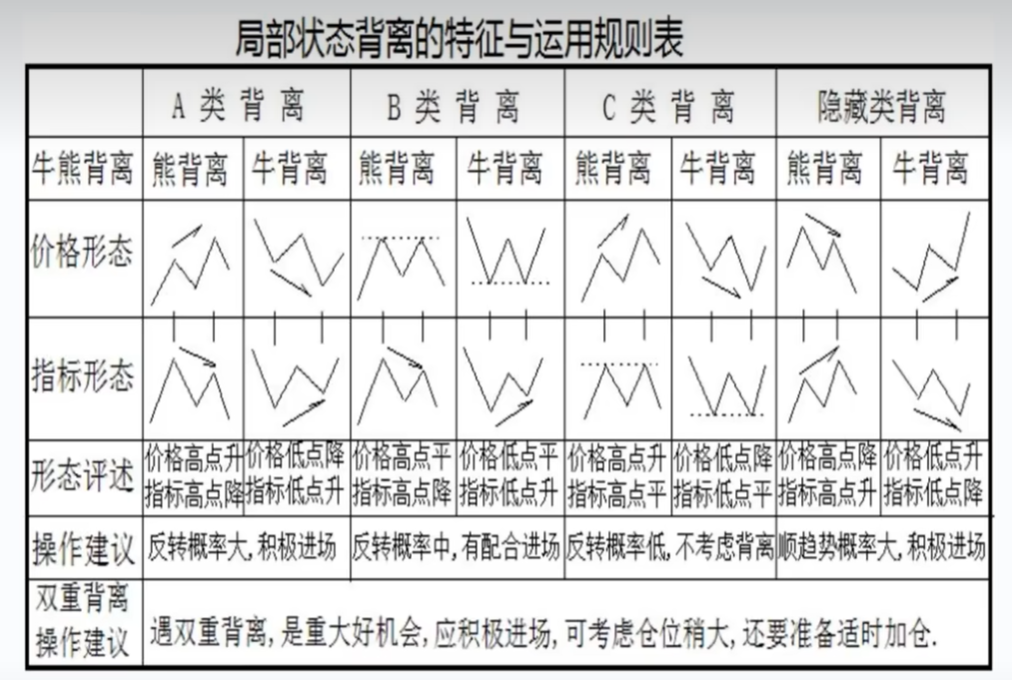 局部状态背离的特征与运用规则表
A 类 背 离 B 类 背 离 C 类 背 离 隐藏类背离
牛熊背离 熊背离 牛背离 熊背离 牛背离 熊背离 牛背离 熊背离 牛背离
价格形态
指标形态
形态评述 价格高点升 价格低点降 价格高点平 价格低点平 价格高点升 价格低点降 价格高点降 价格低点升
指标高点降 指标低点升 指标高点降 指标低点升 指标高点平 指标低点平 指标高点升 指标低点降
操作建议 反转概率大,积极进场 反转概率中,有配合进场 反转概率低,不考虑背离 顺趋势概率大,积极进场
双重背离
操作建议 遇双重背离,是重大好机会,应积极进场,可考虑仓位稍大,还要准备适时加仓.